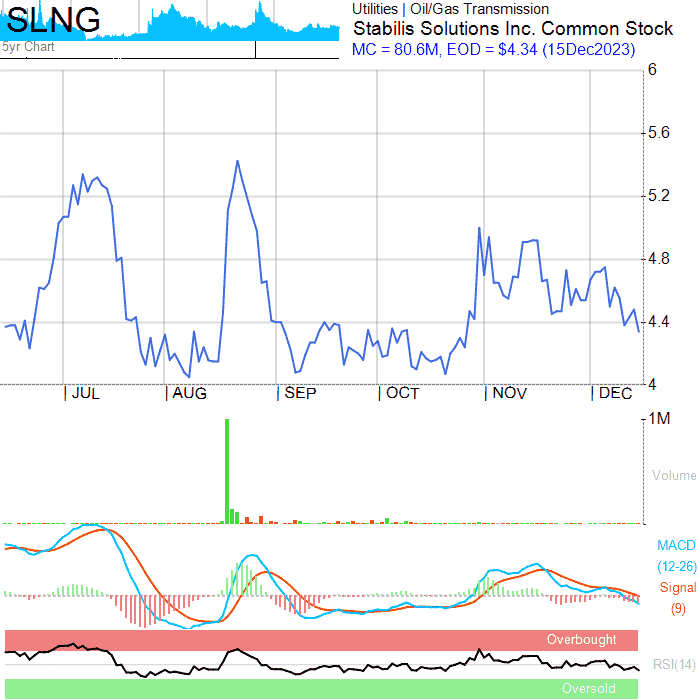 SLNG
5yr Chart
Utilities | Oil/Gas Transmission
Stabilis Solutions Inc. Common Stock
MC = 80.6M, EOD = $4.34 (15Dec2023)
6
5.6
5.2
4.8
4.4
4
JUL AUG SEP OCT NOV DEC
1M
Volume
MACD
(12-26)
Signal
(9)
Overbought
RSI(14)
Oversold